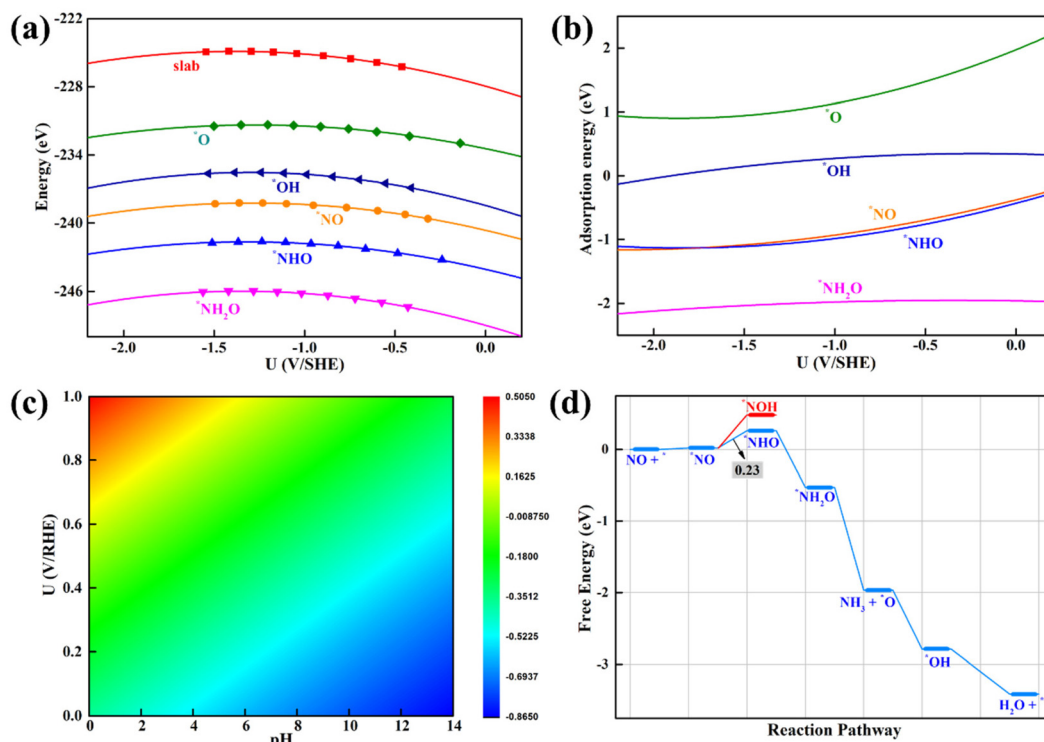 (a)
-222
-228
-234
-240
-246
Energy (eV)
slab
*O
*OH
*NO
*NHO
*NH₂O
-2.0 -1.5 -1.0 -0.5 0.0
U (V/SHE)
(b)
2
1
0
-1
-2
Adsorption energy (eV)
*O
*OH
*NO
*NHO
*NH₂O
-2.0 -1.5 -1.0 -0.5 0.0
U (V/SHE)
(c)
1.0
0.8
0.6
0.4
0.2
0.0
U (V/RHE)
0 2 4 6 8 10 12 14
pH
0.5050
0.3338
0.1625
-0.008750
-0.1800
-0.3513
-0.5225
-0.6937
-0.8650
(d)
0
-1
-2
-3
Free Energy (eV)
*NOH
*NHO
NO + *
*NO
0.23
*NH₂O
NH₃ + *O
*OH
H₂O + *
Reaction Pathway